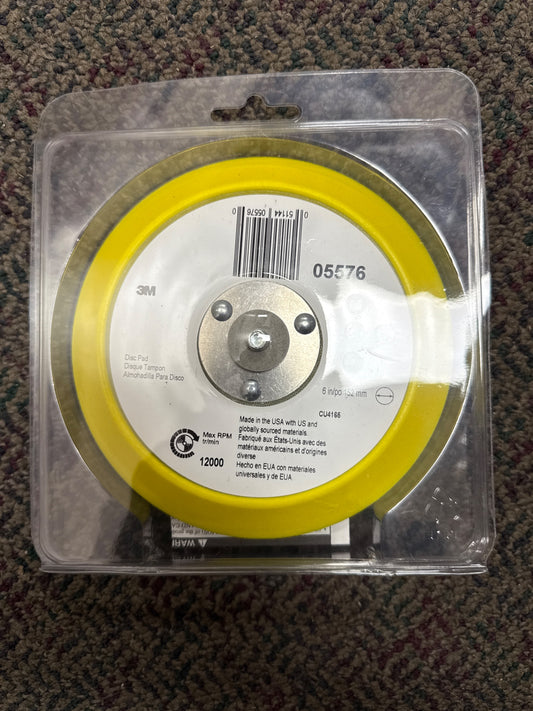 0 51144 05576 0
05576
3M
Disc Pad
Disque Tampon
Almohadilla Para Disco
6 in/po 152 mm
CU4166
Made in the USA with US and
globally sourced materials.
Fabriqué aux États-Unis avec des
matériaux américains et d'origines
diverse
Hecho en EUA con materiales
universales y de EUA
Max RPM
tr/min
12000